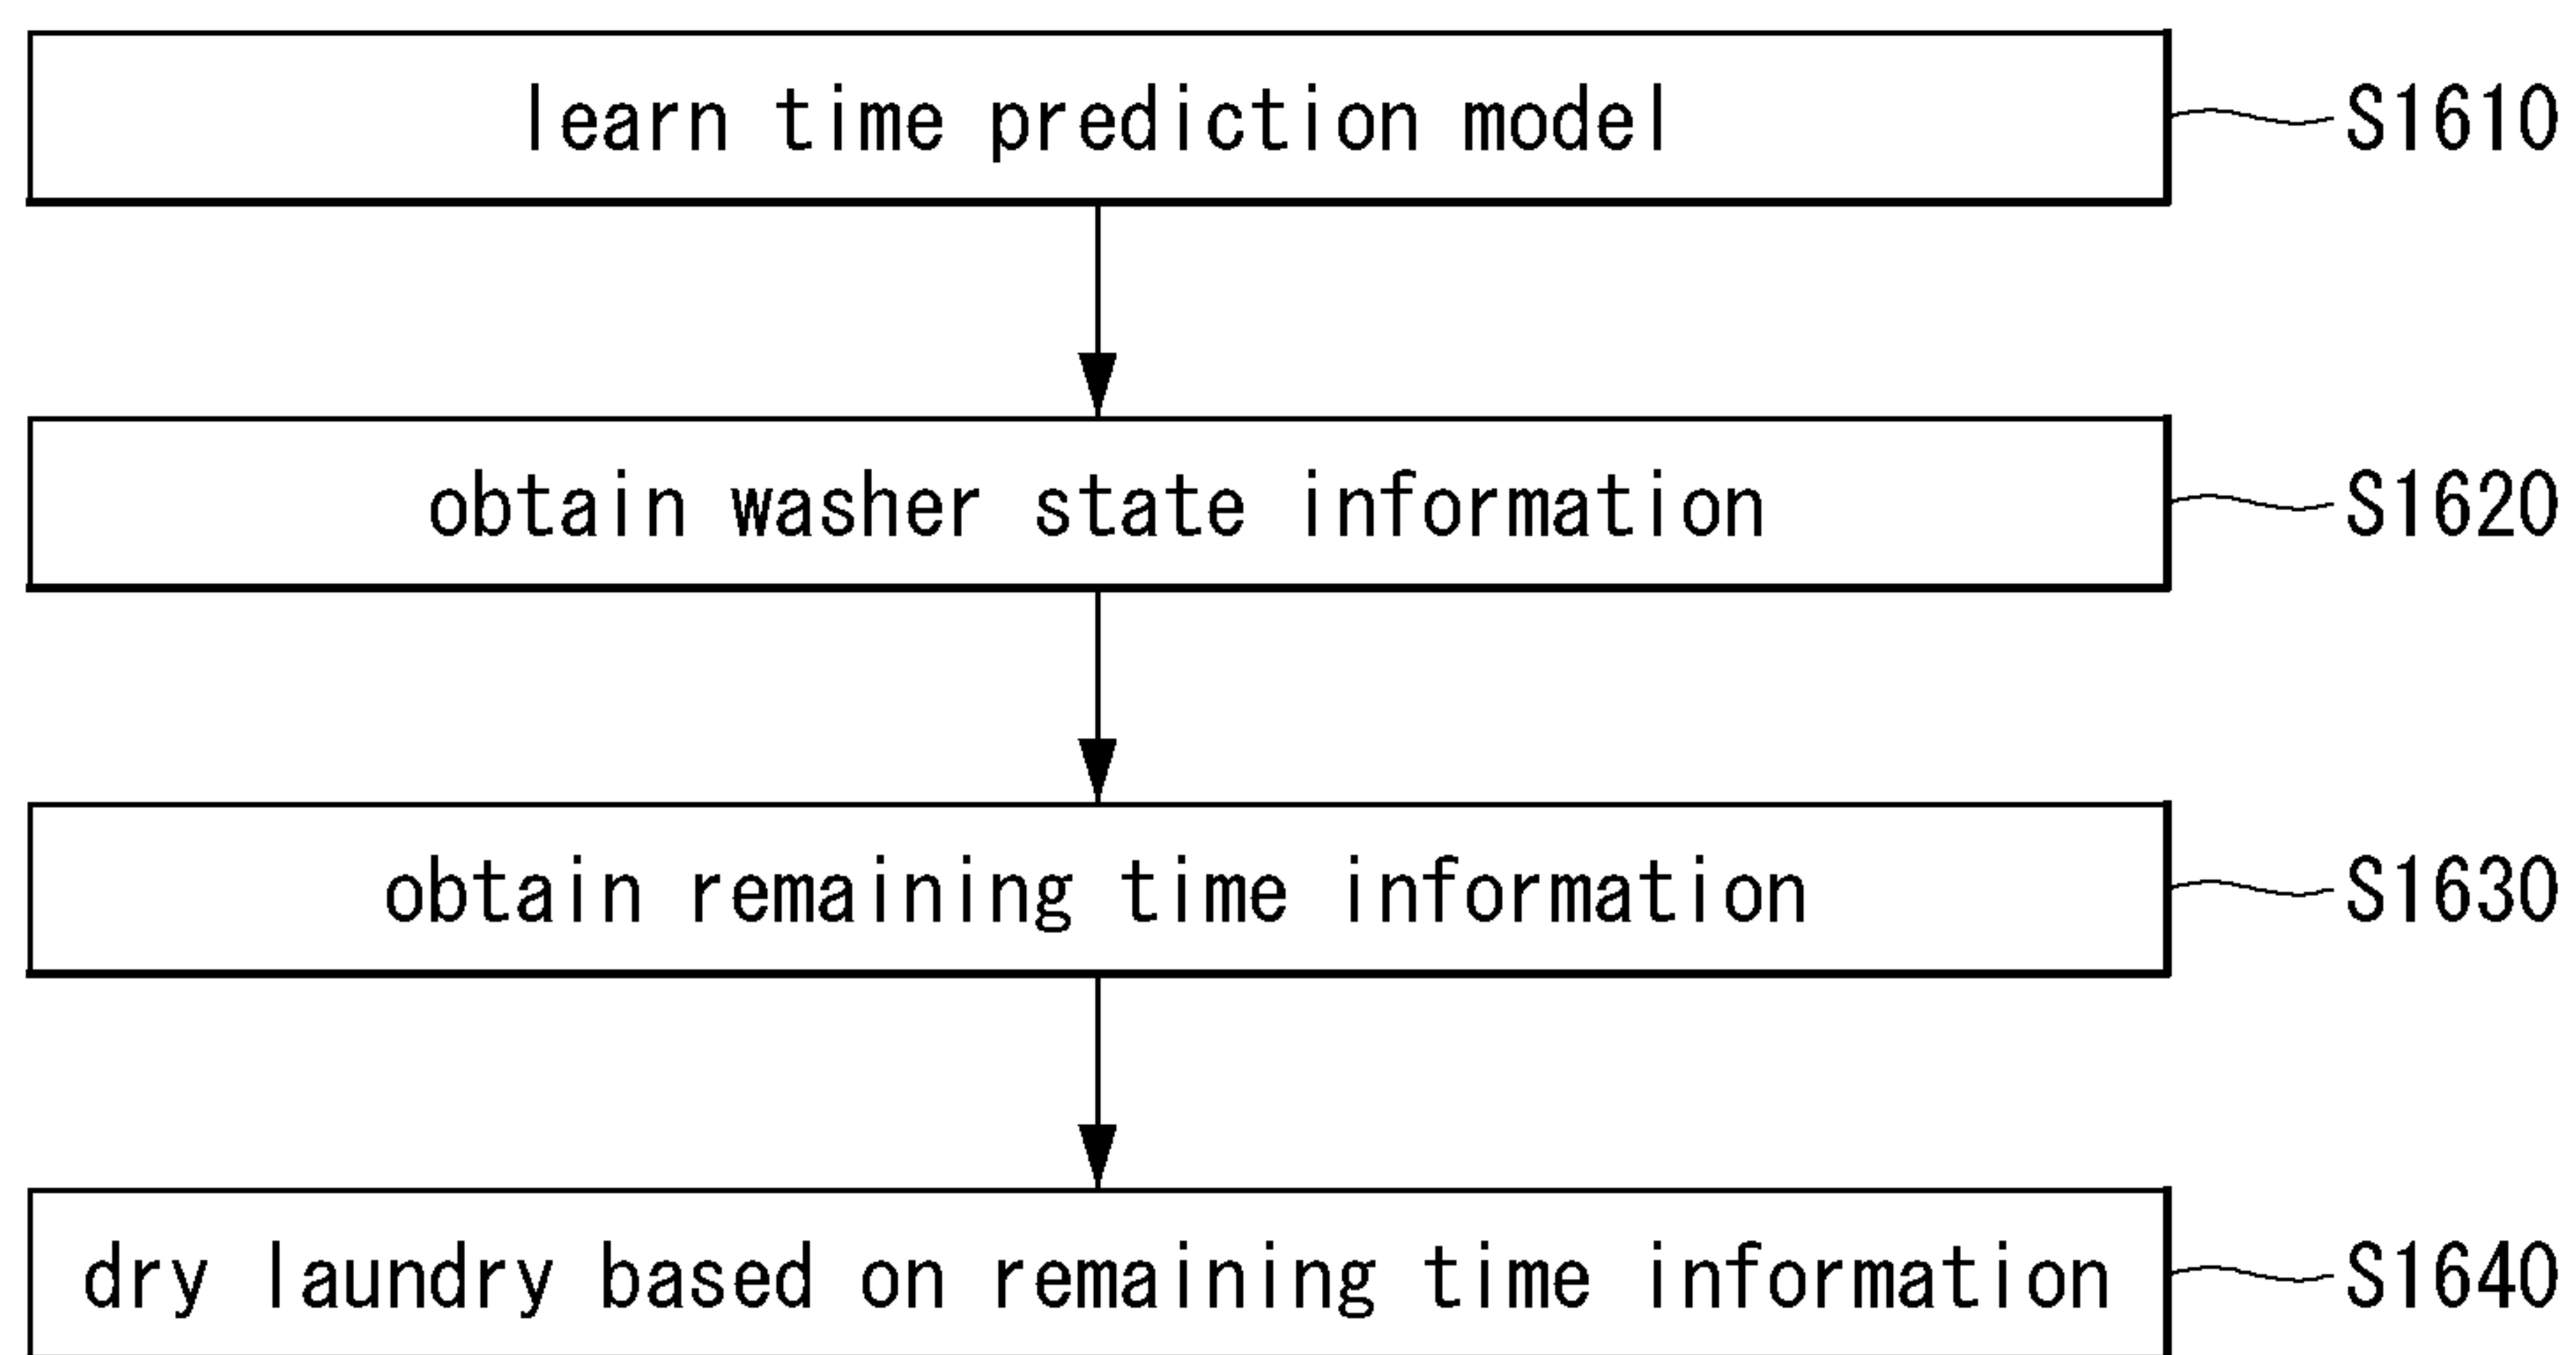 learn time prediction model S1610
obtain washer state information S1620
obtain remaining time information S1630
dry laundry based on remaining time information S1640